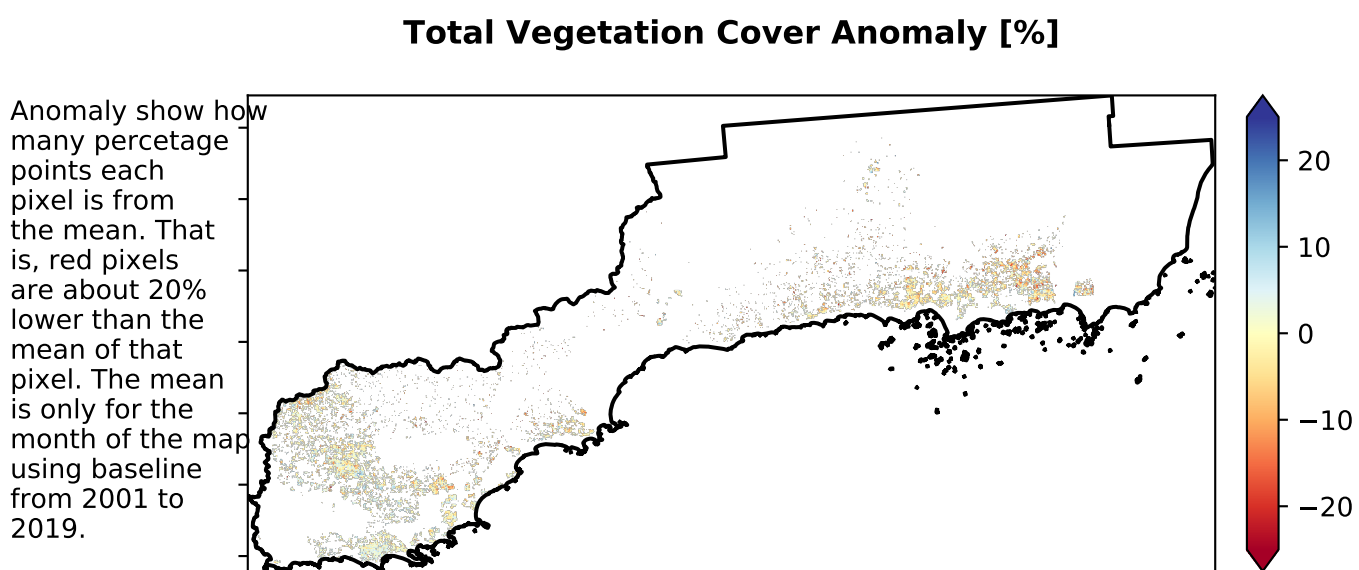 Total Vegetation Cover Anomaly [%]
Anomaly show how
many percetage
points each
pixel is from
the mean. That
is, red pixels
are about 20%
lower than the
mean of that
pixel. The mean
is only for the
month of the map
using baseline
from 2001 to
2019.
20
10
0
−10
−20